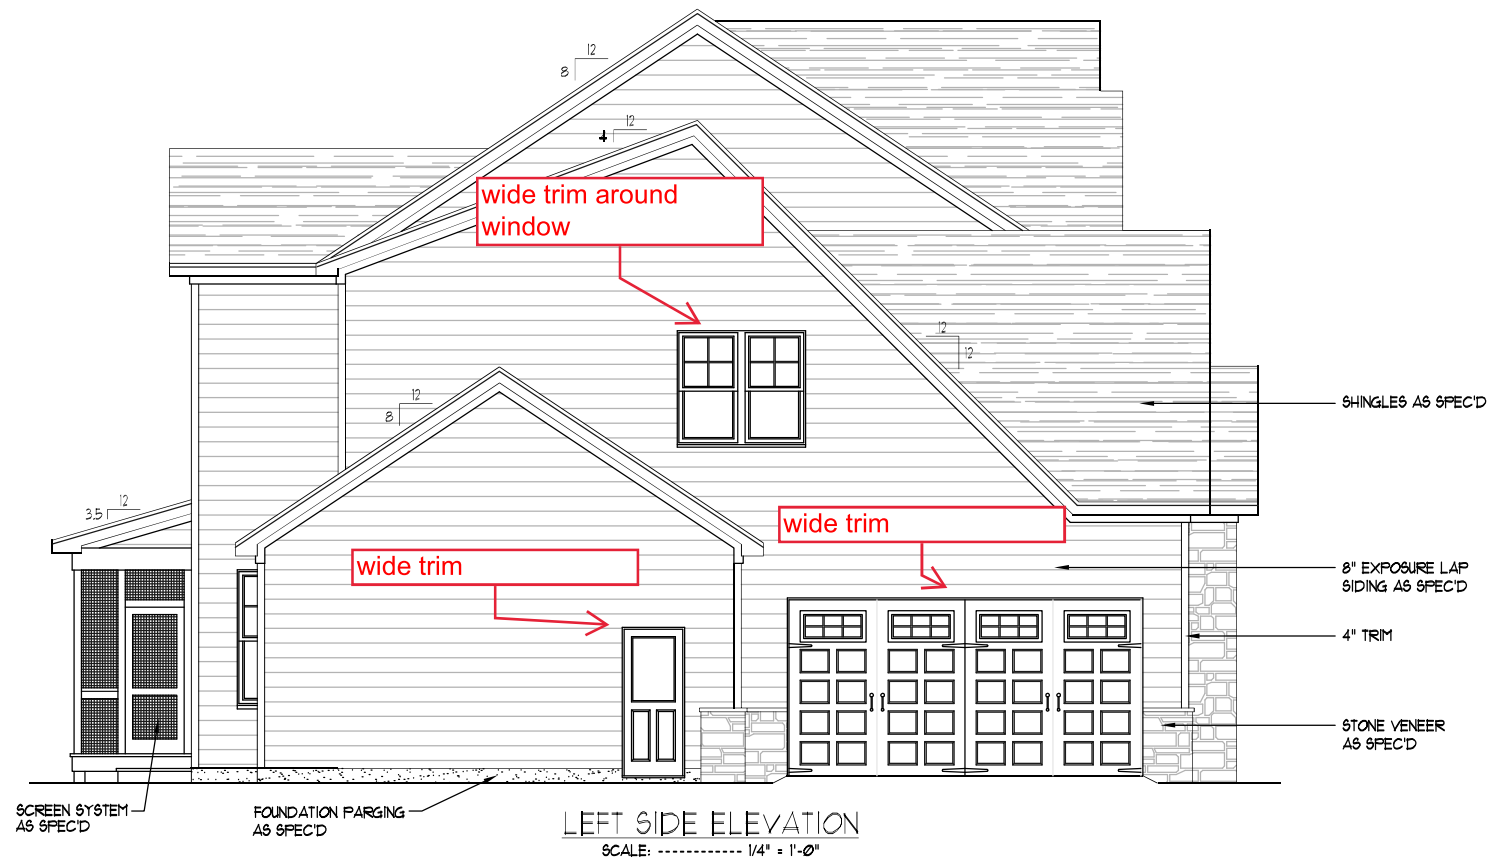 12
8
12
4
wide trim around
window
12
12
12
8
SHINGLES AS SPEC'D
12
3.5
wide trim
wide trim
8" EXPOSURE LAP
SIDING AS SPEC'D
4" TRIM
STONE VENEER
AS SPEC'D
SCREEN SYSTEM
AS SPEC'D
FOUNDATION PARGING
AS SPEC'D
LEFT SIDE ELEVATION
SCALE: ------------ 1/4" = 1'-0"